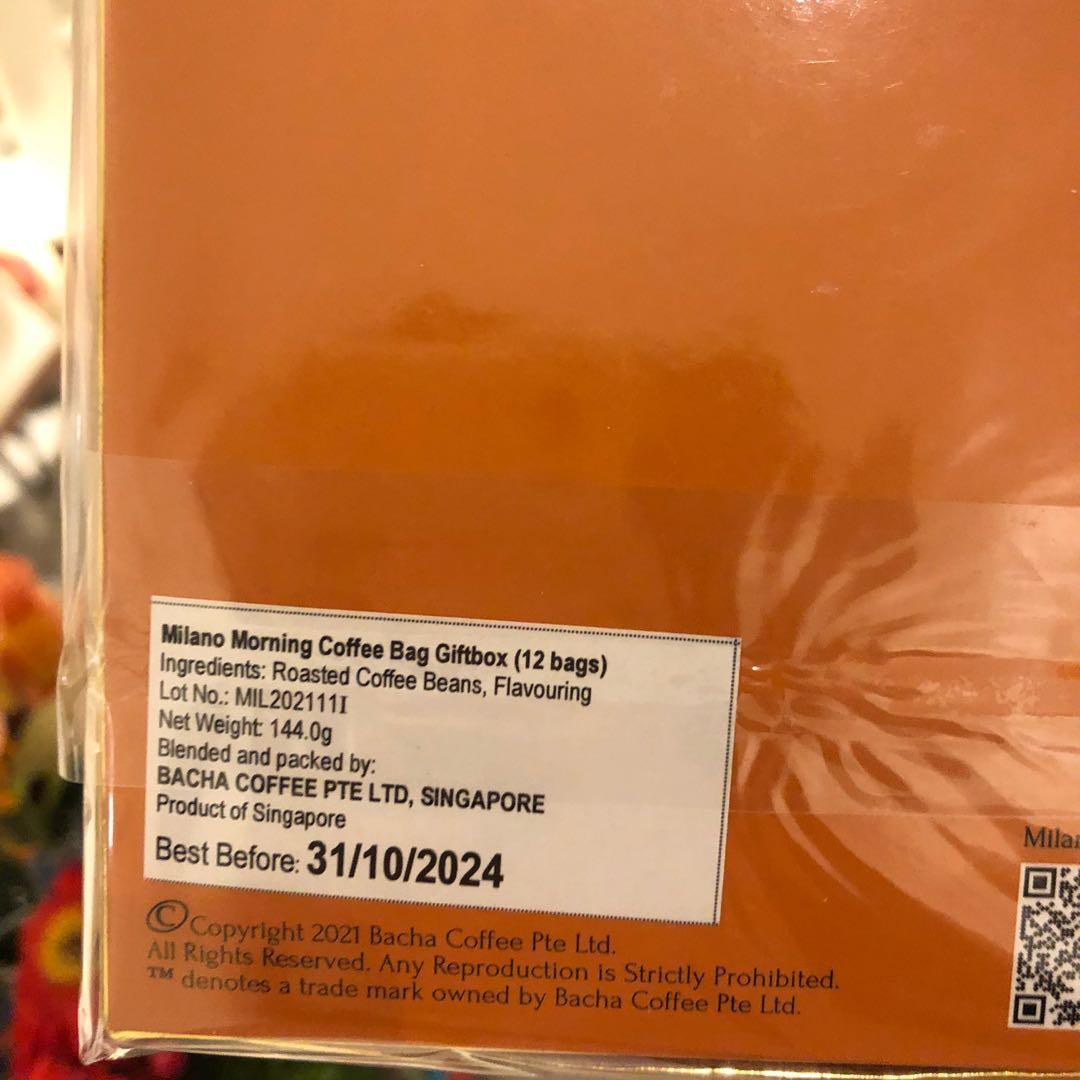 Milano Morning Coffee Bag Giftbox (12 bags)
Ingredients: Roasted Coffee Beans, Flavouring
Lot No.: MIL202111I
Net Weight: 144.0g
Blended and packed by:
BACHA COFFEE PTE LTD, SINGAPORE
Product of Singapore
Best Before: 31/10/2024
© Copyright 2021 Bacha Coffee Pte Ltd.
All Rights Reserved. Any Reproduction is Strictly Prohibited.
™ denotes a trade mark owned by Bacha Coffee Pte Ltd.